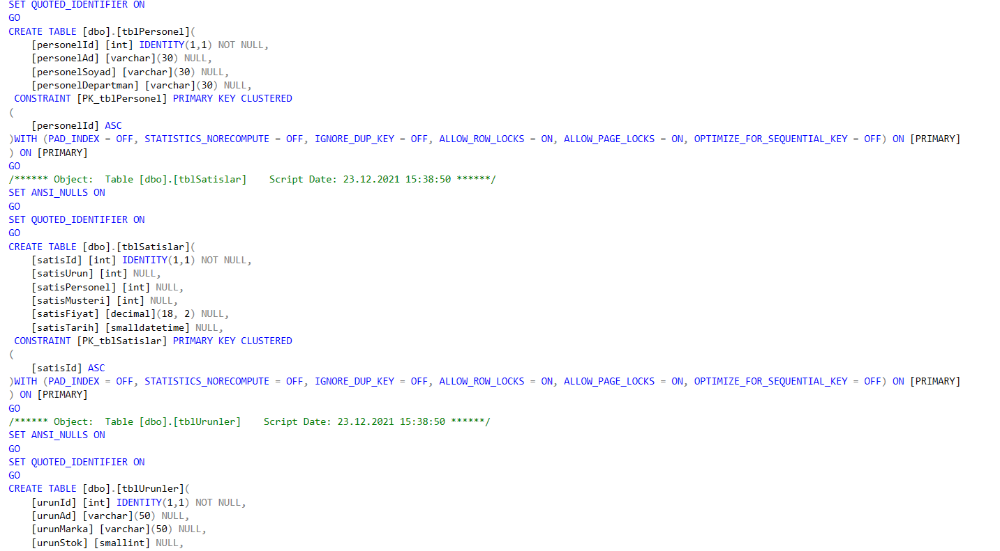 SET QUOTED_IDENTIFIER ON
GO
CREATE TABLE [dbo].[tblPersonel](
    [personelId] [int] IDENTITY(1,1) NOT NULL,
    [personelAd] [varchar](30) NULL,
    [personelSoyad] [varchar](30) NULL,
    [personelDepartman] [varchar](30) NULL,
 CONSTRAINT [PK_tblPersonel] PRIMARY KEY CLUSTERED
(
    [personelId] ASC
)WITH (PAD_INDEX = OFF, STATISTICS_NORECOMPUTE = OFF, IGNORE_DUP_KEY = OFF, ALLOW_ROW_LOCKS = ON, ALLOW_PAGE_LOCKS = ON, OPTIMIZE_FOR_SEQUENTIAL_KEY = OFF) ON [PRIMARY]
) ON [PRIMARY]
GO
/****** Object:  Table [dbo].[tblSatislar]    Script Date: 23.12.2021 15:38:50 ******/
SET ANSI_NULLS ON
GO
SET QUOTED_IDENTIFIER ON
GO
CREATE TABLE [dbo].[tblSatislar](
    [satisId] [int] IDENTITY(1,1) NOT NULL,
    [satisUrun] [int] NULL,
    [satisPersonel] [int] NULL,
    [satisMusteri] [int] NULL,
    [satisFiyat] [decimal](18, 2) NULL,
    [satisTarih] [smalldatetime] NULL,
 CONSTRAINT [PK_tblSatislar] PRIMARY KEY CLUSTERED
(
    [satisId] ASC
)WITH (PAD_INDEX = OFF, STATISTICS_NORECOMPUTE = OFF, IGNORE_DUP_KEY = OFF, ALLOW_ROW_LOCKS = ON, ALLOW_PAGE_LOCKS = ON, OPTIMIZE_FOR_SEQUENTIAL_KEY = OFF) ON [PRIMARY]
) ON [PRIMARY]
GO
/****** Object:  Table [dbo].[tblUrunler]    Script Date: 23.12.2021 15:38:50 ******/
SET ANSI_NULLS ON
GO
SET QUOTED_IDENTIFIER ON
GO
CREATE TABLE [dbo].[tblUrunler](
    [urunId] [int] IDENTITY(1,1) NOT NULL,
    [urunAd] [varchar](50) NULL,
    [urunMarka] [varchar](50) NULL,
    [urunStok] [smallint] NULL,